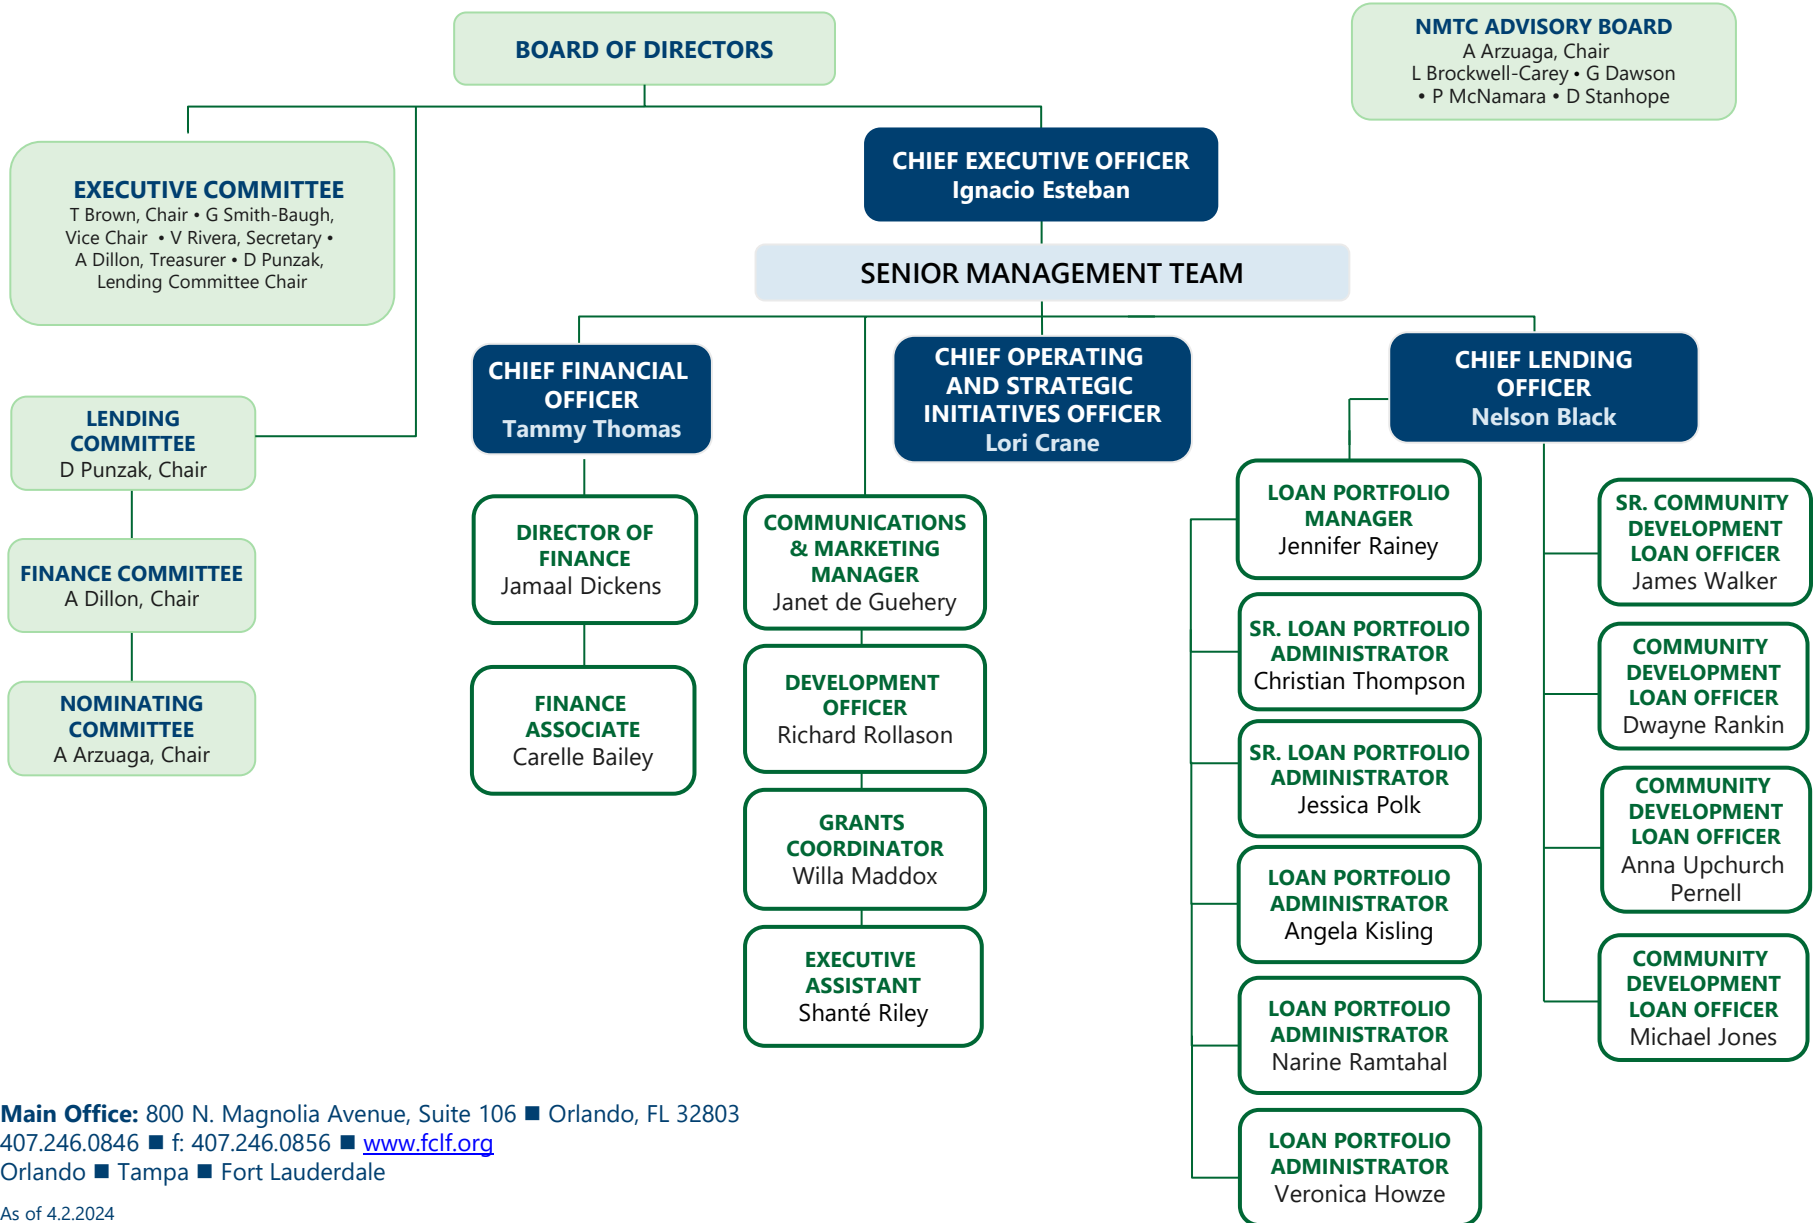 BOARD OF DIRECTORS
NMTC ADVISORY BOARD
A Arzuaga, Chair
L Brockwell-Carey • G Dawson
• P McNamara • D Stanhope
EXECUTIVE COMMITTEE
T Brown, Chair • G Smith-Baugh,
Vice Chair • V Rivera, Secretary •
A Dillon, Treasurer • D Punzak,
Lending Committee Chair
CHIEF EXECUTIVE OFFICER
Ignacio Esteban
SENIOR MANAGEMENT TEAM
LENDING
COMMITTEE
D Punzak, Chair
FINANCE COMMITTEE
A Dillon, Chair
NOMINATING
COMMITTEE
A Arzuaga, Chair
CHIEF FINANCIAL
OFFICER
Tammy Thomas
DIRECTOR OF
FINANCE
Jamaal Dickens
FINANCE
ASSOCIATE
Carelle Bailey
COMMUNICATIONS
& MARKETING
MANAGER
Janet de Guehery
DEVELOPMENT
OFFICER
Richard Rollason
GRANTS
COORDINATOR
Willa Maddox
EXECUTIVE
ASSISTANT
Shanté Riley
CHIEF OPERATING
AND STRATEGIC
INITIATIVES OFFICER
Lori Crane
CHIEF LENDING
OFFICER
Nelson Black
LOAN PORTFOLIO
MANAGER
Jennifer Rainey
SR. LOAN PORTFOLIO
ADMINISTRATOR
Christian Thompson
SR. LOAN PORTFOLIO
ADMINISTRATOR
Jessica Polk
LOAN PORTFOLIO
ADMINISTRATOR
Angela Kisling
LOAN PORTFOLIO
ADMINISTRATOR
Narine Ramtahal
LOAN PORTFOLIO
ADMINISTRATOR
Veronica Howze
SR. COMMUNITY
DEVELOPMENT
LOAN OFFICER
James Walker
COMMUNITY
DEVELOPMENT
LOAN OFFICER
Dwayne Rankin
COMMUNITY
DEVELOPMENT
LOAN OFFICER
Anna Upchurch
Pernell
COMMUNITY
DEVELOPMENT
LOAN OFFICER
Michael Jones
Main Office: 800 N. Magnolia Avenue, Suite 106 ■ Orlando, FL 32803
407.246.0846 ■ f: 407.246.0856 ■ www.fclf.org
Orlando ■ Tampa ■ Fort Lauderdale
As of 4.2.2024